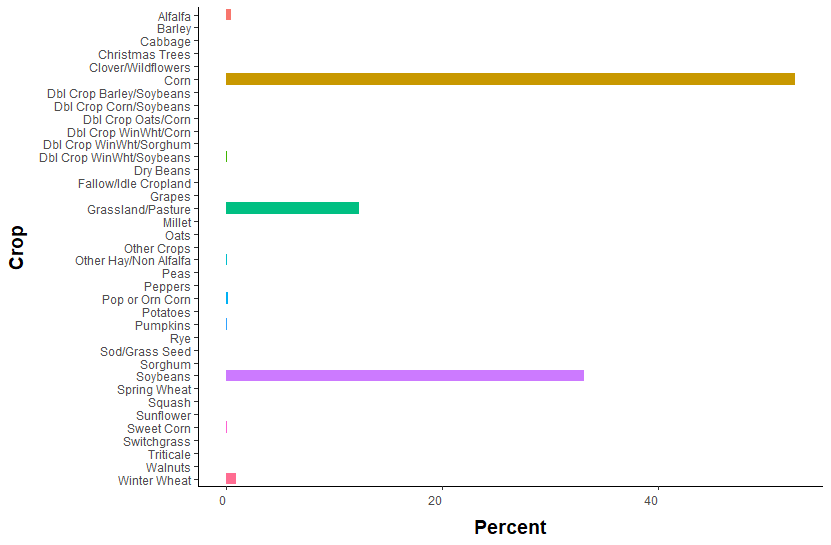 Alfalfa
Barley
Cabbage
Christmas Trees
Clover/Wildflowers
Corn
Dbl Crop Barley/Soybeans
Dbl Crop Corn/Soybeans
Dbl Crop Oats/Corn
Dbl Crop WinWht/Corn
Dbl Crop WinWht/Sorghum
Dbl Crop WinWht/Soybeans
Dry Beans
Fallow/Idle Cropland
Grapes
Grassland/Pasture
Millet
Oats
Other Crops
Other Hay/Non Alfalfa
Peas
Peppers
Pop or Orn Corn
Potatoes
Pumpkins
Rye
Sod/Grass Seed
Sorghum
Soybeans
Spring Wheat
Squash
Sunflower
Sweet Corn
Switchgrass
Triticale
Walnuts
Winter Wheat
Crop
0 20 40
Percent